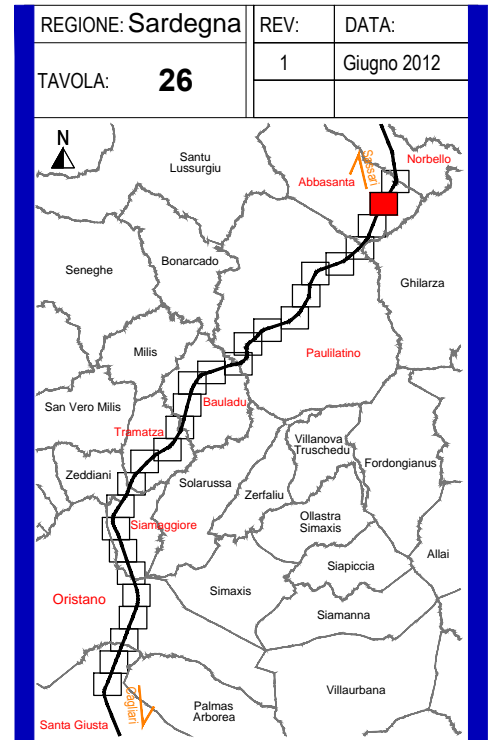 REGIONE: Sardegna
REV:
DATA:
TAVOLA: 26
1
Giugno 2012
N
Santu
Lussurgiu
Sassari
Norbello
Abbasanta
Seneghe
Bonarcado
Ghilarza
Milis
Paulilatino
San Vero Milis
Bauladu
Tramatza
Villanova
Truschedu
Zeddiani
Solarussa
Fordongianus
Zerfaliu
Ollastra
Simaxis
Siamaggiore
Allai
Siapiccia
Simaxis
Oristano
Siamanna
Villaurbana
Cagliari
Palmas
Arborea
Santa Giusta